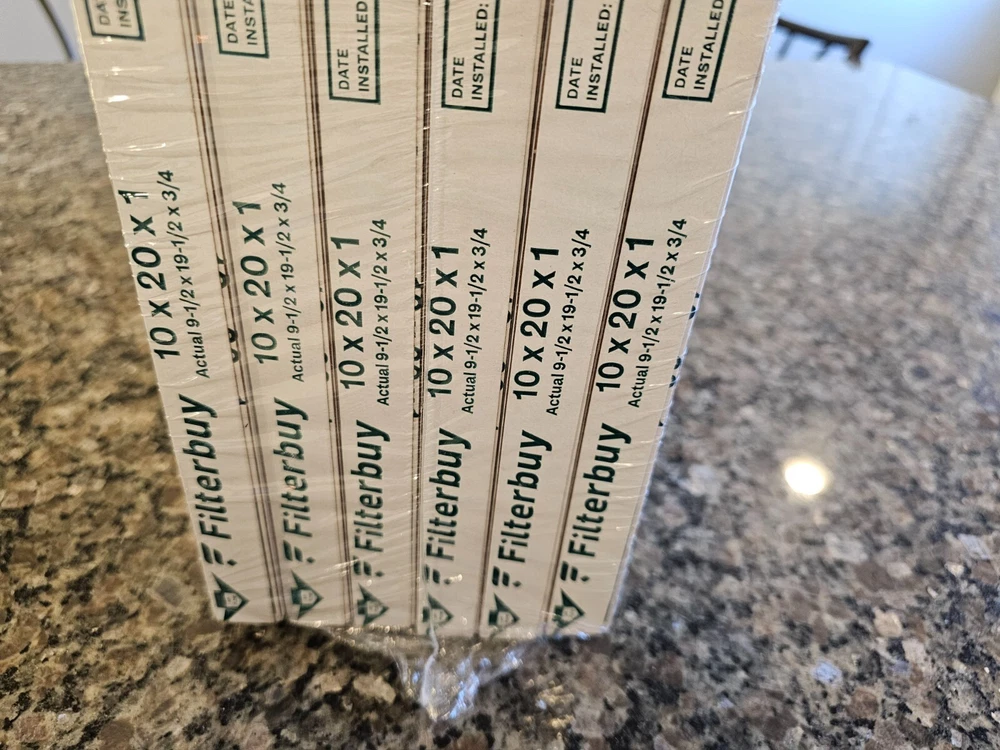 Filterbuy 10 x 20 x 1
Actual 9-1/2 x 19-1/2 x 3/4
DATE
INS
Filterbuy 10 x 20 x 1
Actual 9-1/2 x 19-1/2 x 3/4
DATE
INSTA
Filterbuy 10 x 20 x 1
Actual 9-1/2 x 19-1/2 x 3/4
DATE
INSTALLED:
Filterbuy 10 x 20 x 1
Actual 9-1/2 x 19-1/2 x 3/4
DATE
INSTALLED:
Filterbuy 10 x 20 x 1
Actual 9-1/2 x 19-1/2 x 3/4
DATE
INSTALLED:
Filterbuy 10 x 20 x 1
Actual 9-1/2 x 19-1/2 x 3/4
DATE
INSTALLED